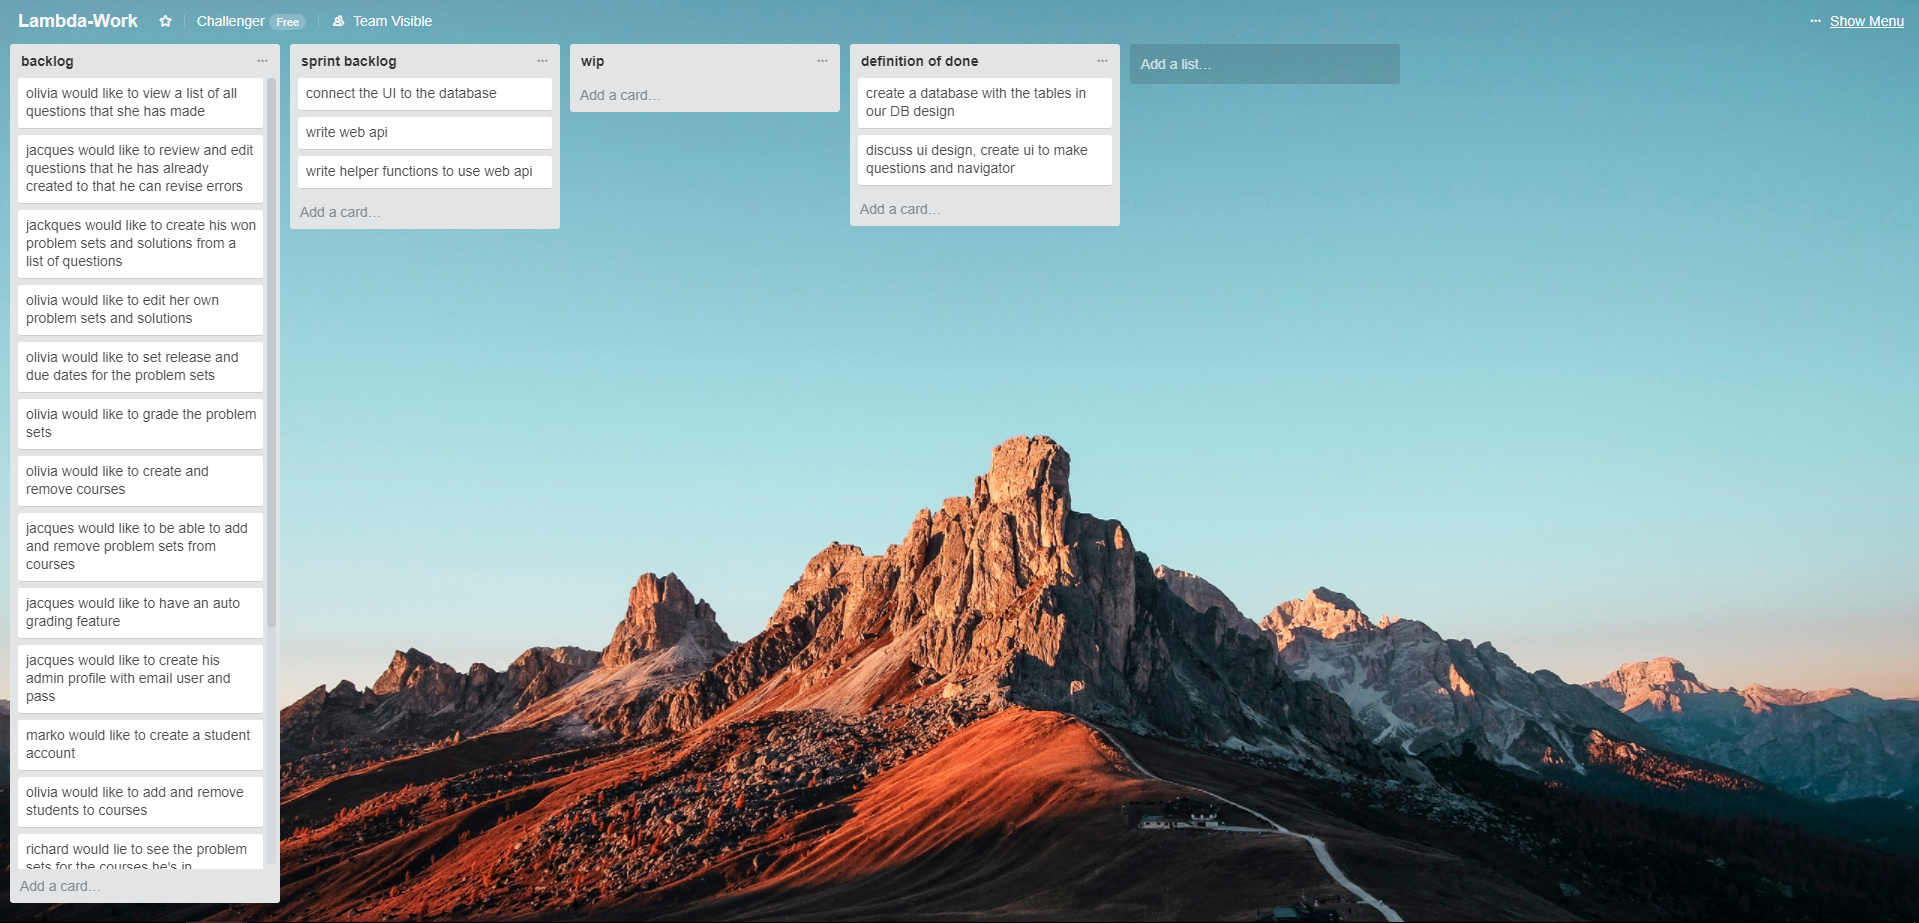 Lambda-Work
Challenger Free
Team Visible
... Show Menu
backlog ...
olivia would like to view a list of all
questions that she has made
jacques would like to review and edit
questions that he has already
created to that he can revise errors
jackques would like to create his won
problem sets and solutions from a
list of questions
olivia would like to edit her own
problem sets and solutions
olivia would like to set release and
due dates for the problem sets
olivia would like to grade the problem
sets
olivia would like to create and
remove courses
jacques would like to be able to add
and remove problem sets from
courses
jacques would like to have an auto
grading feature
jacques would like to create his
admin profile with email user and
pass
marko would like to create a student
account
olivia would like to add and remove
students to courses
richard would lie to see the problem
sets for the courses he's in
Add a card...
sprint backlog ...
connect the UI to the database
write web api
write helper functions to use web api
Add a card...
wip ...
Add a card...
definition of done ...
create a database with the tables in
our DB design
discuss ui design, create ui to make
questions and navigator
Add a card...
Add a list...